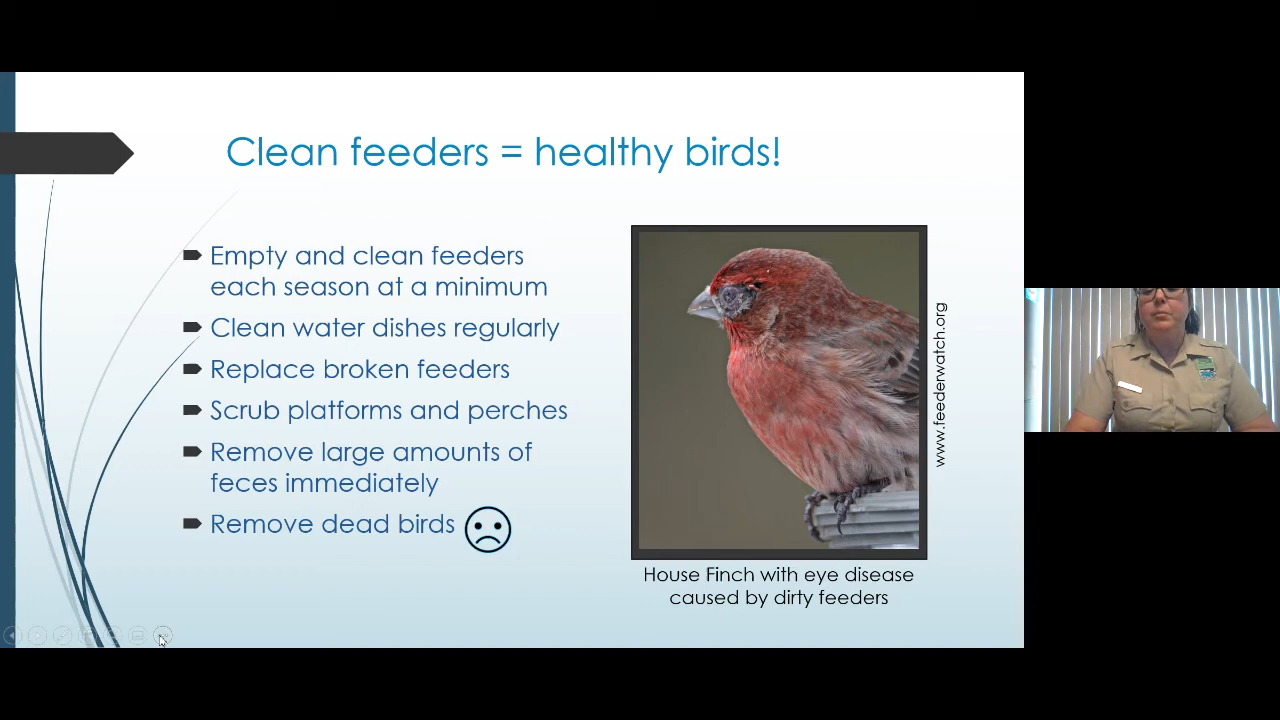 Clean feeders = healthy birds!
Empty and clean feeders
each season at a minimum
Clean water dishes regularly
Replace broken feeders
Scrub platforms and perches
Remove large amounts of
feces immediately
Remove dead birds
www.feederwatch.org
House Finch with eye disease
caused by dirty feeders